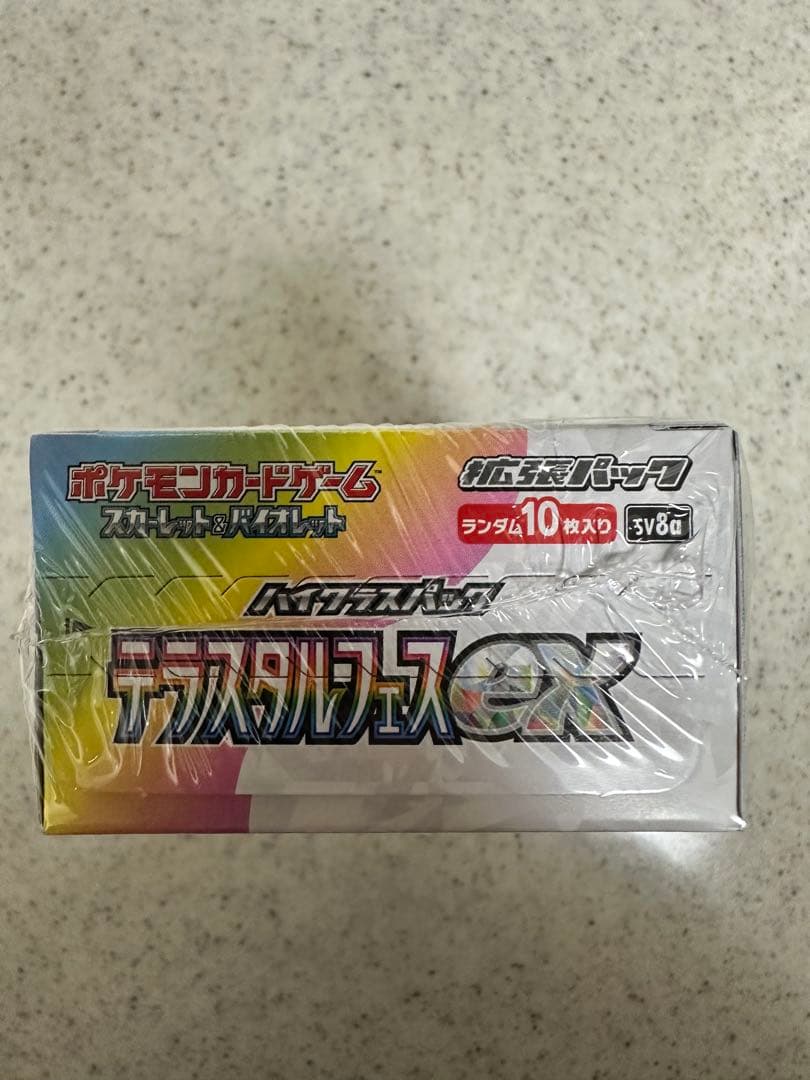 ポケモンカードゲーム™
スカーレット&バイオレット
拡張パック
ランダム10枚入り
SV8a
ハイクラスパック
テラスタルフェスex